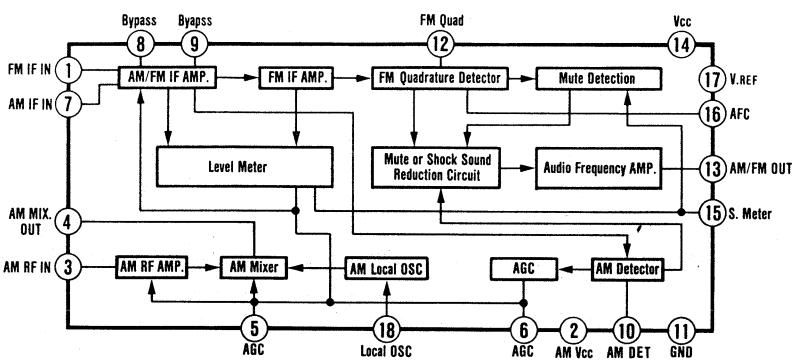 Bypass
Byapss
FM Quad
Vcc
8
9
12
14
FM IF IN
1
AM/FM IF AMP.
FM IF AMP.
FM Quadrature Detector
Mute Detection
17
V.REF
AM IF IN
7
16
AFC
Level Meter
Mute or Shock Sound
Reduction Circuit
Audio Frequency AMP.
13
AM/FM OUT
AM MIX.
OUT
4
15
S. Meter
AM RF IN
3
AM RF AMP.
AM Mixer
AM Local OSC
AGC
AM Detector
5
18
6
2
10
11
AGC
Local OSC
AGC
AM Vcc
AM DET
GND